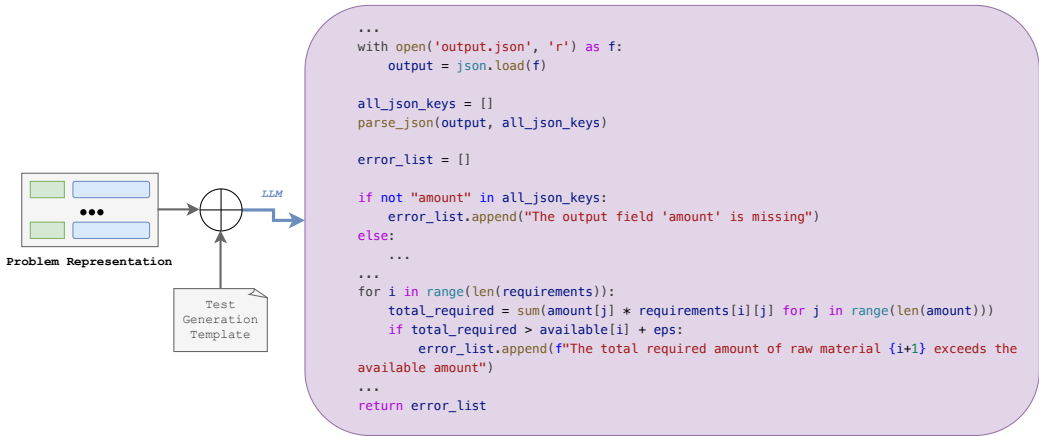 Problem Representation
Test
Generation
Template
LLM
...
with open('output.json', 'r') as f:
    output = json.load(f)

all_json_keys = []
parse_json(output, all_json_keys)

error_list = []

if not "amount" in all_json_keys:
    error_list.append("The output field 'amount' is missing")
else:
    ...
...
for i in range(len(requirements)):
    total_required = sum(amount[j] * requirements[i][j] for j in range(len(amount)))
    if total_required > available[i] + eps:
        error_list.append(f"The total required amount of raw material {i+1} exceeds the
available amount")
...
return error_list